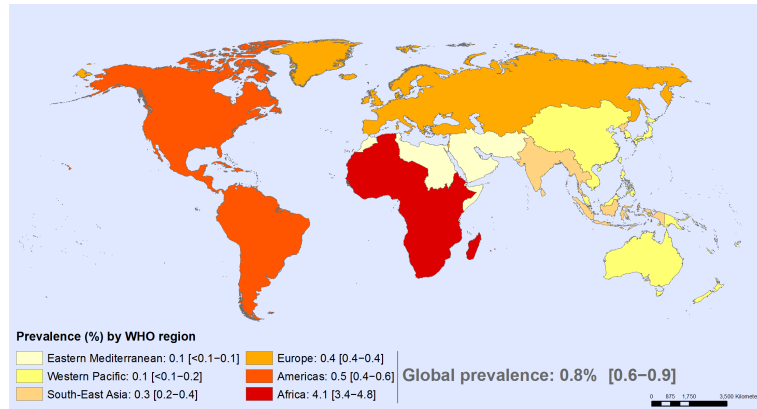 Prevalence (%) by WHO region
Eastern Mediterranean: 0.1 [<0.1−0.1]
Western Pacific: 0.1 [<0.1−0.2]
South-East Asia: 0.3 [0.2−0.4]
Europe: 0.4 [0.4−0.4]
Americas: 0.5 [0.4−0.6]
Africa: 4.1 [3.4−4.8]
Global prevalence: 0.8% [0.6−0.9]
0 875 1,750 3,500 Kilomete